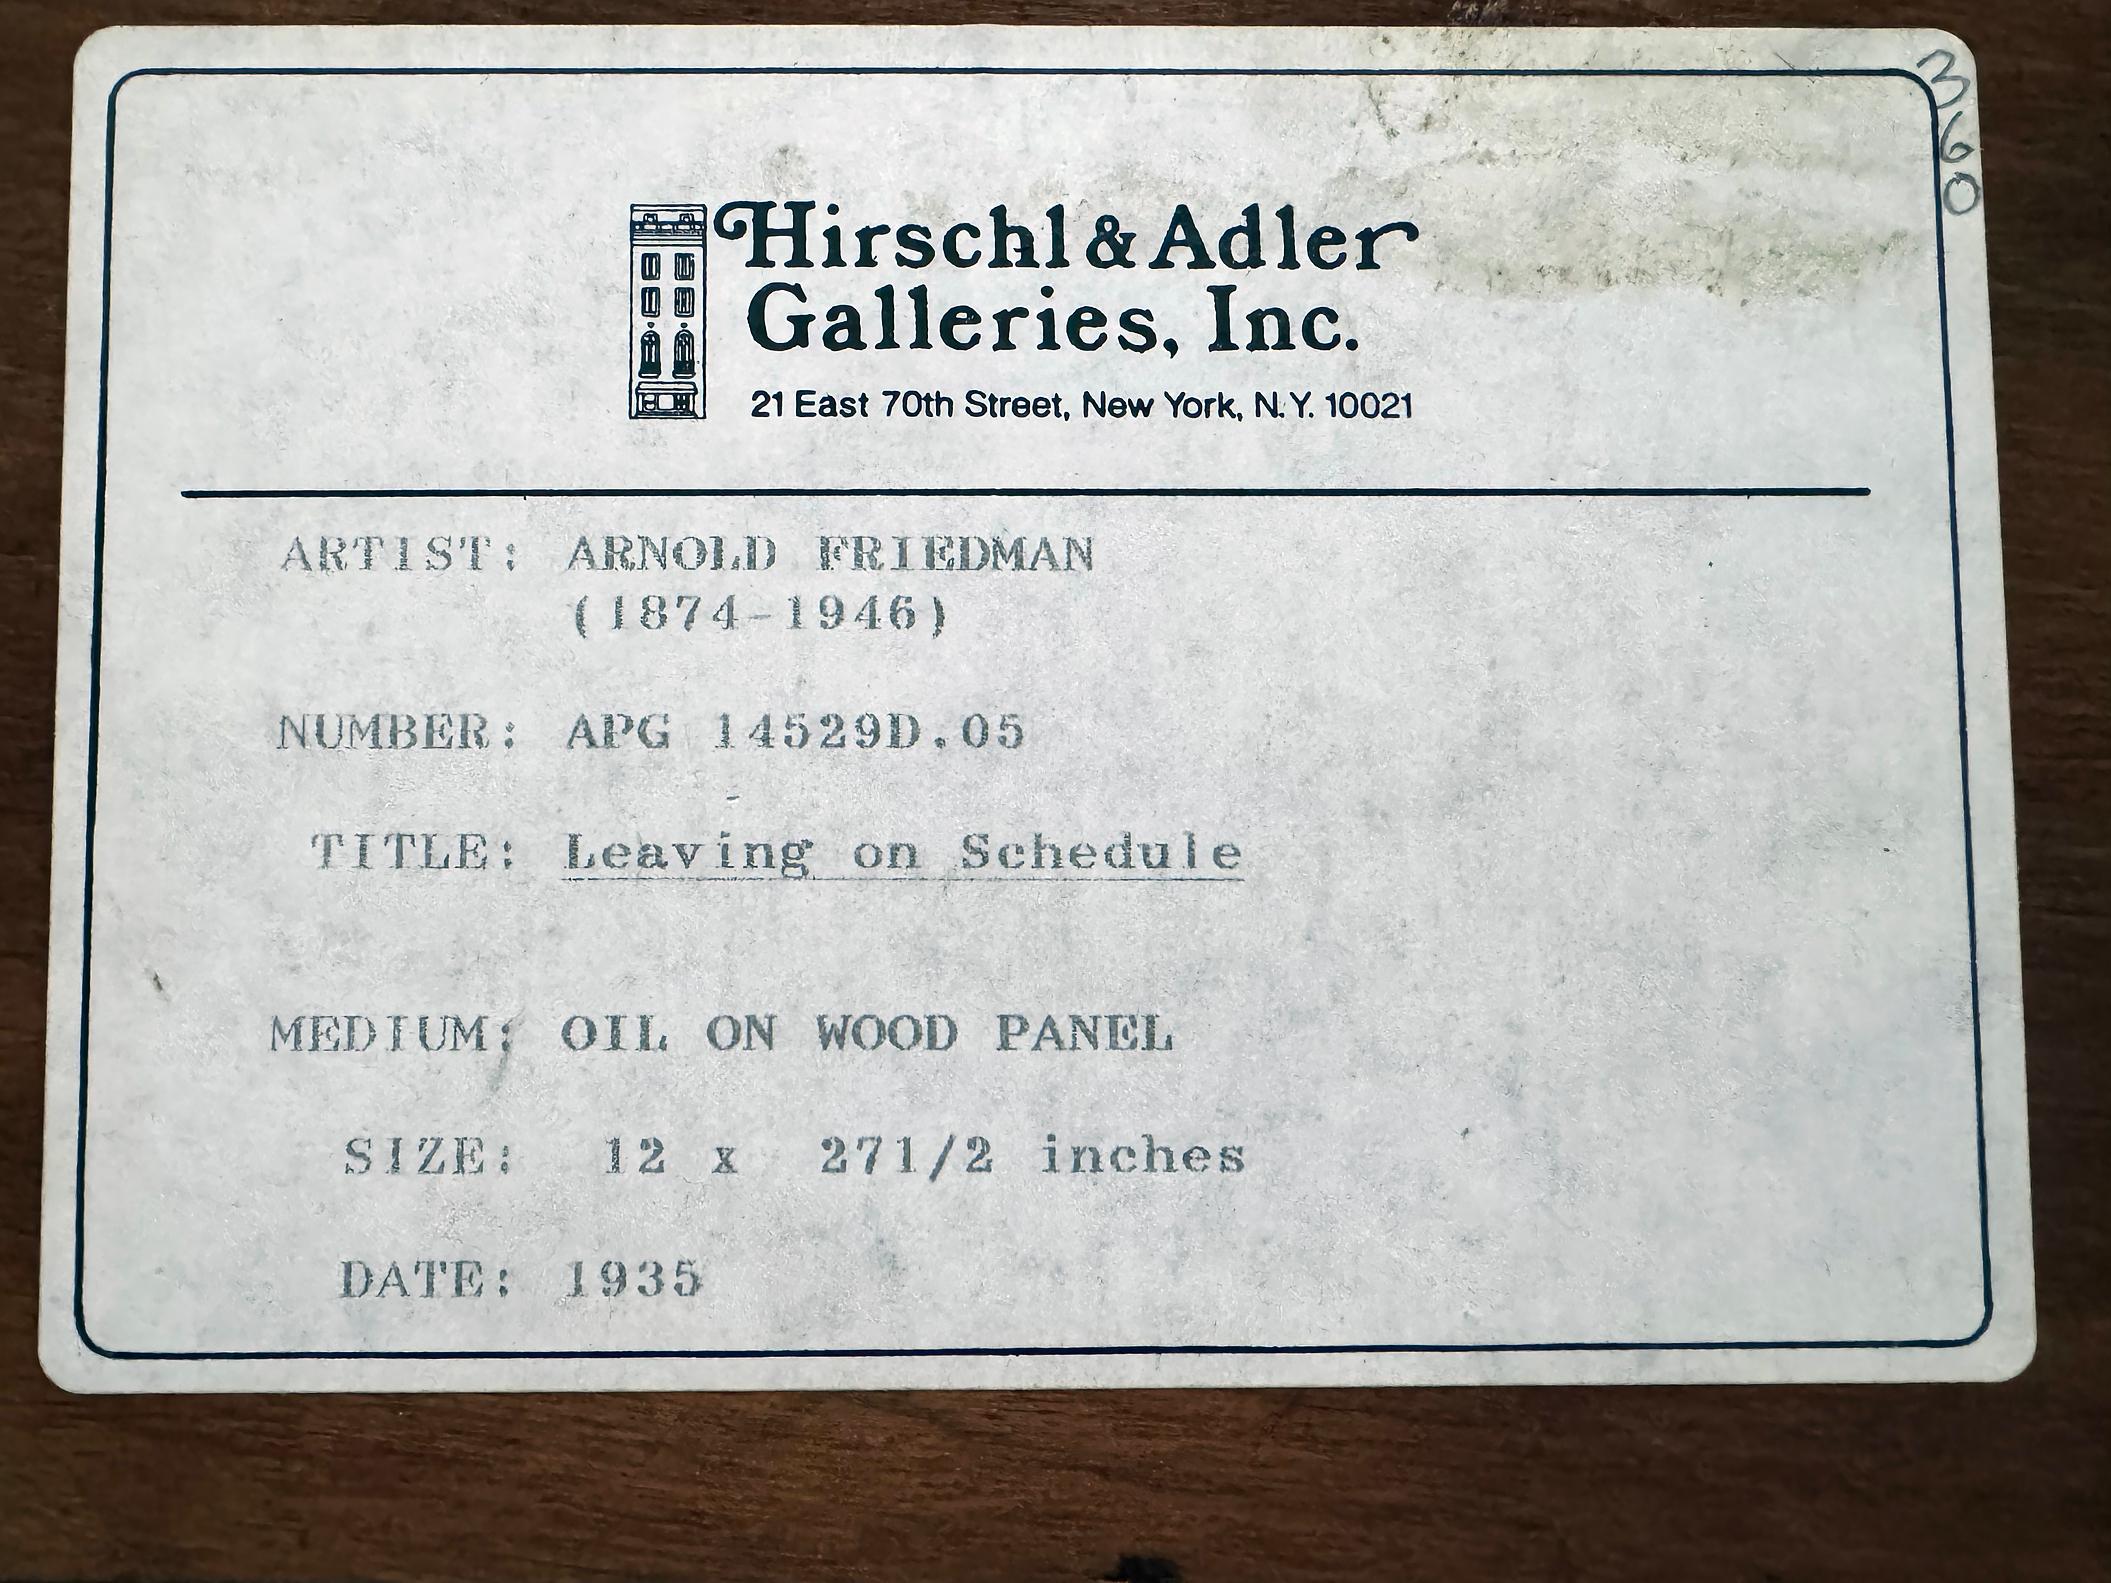 360
Hirschl & Adler
Galleries, Inc.
21 East 70th Street, New York, N.Y. 10021
ARTIST: ARNOLD FRIEDMAN
(1874-1946)
NUMBER: APG 14529D.05
TITLE: Leaving on Schedule
MEDIUM: OIL ON WOOD PANEL
SIZE: 12 x 271/2 inches
DATE: 1935